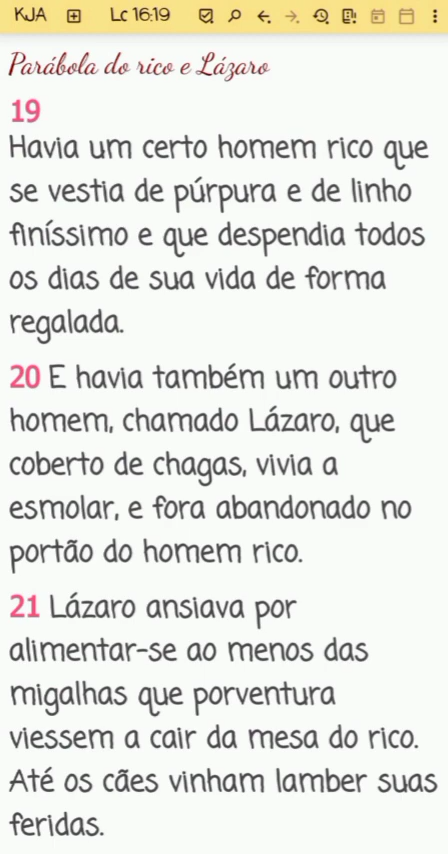 KJA Lc 16:19
Parábola do rico e Lázaro
19
Havia um certo homem rico que
se vestia de púrpura e de linho
finíssimo e que despendia todos
os dias de sua vida de forma
regalada.
20 E havia também um outro
homem, chamado Lázaro, que
coberto de chagas, vivia a
esmolar, e fora abandonado no
portão do homem rico.
21 Lázaro ansiava por
alimentar-se ao menos das
migalhas que porventura
viessem a cair da mesa do rico.
Até os cães vinham lamber suas
feridas.